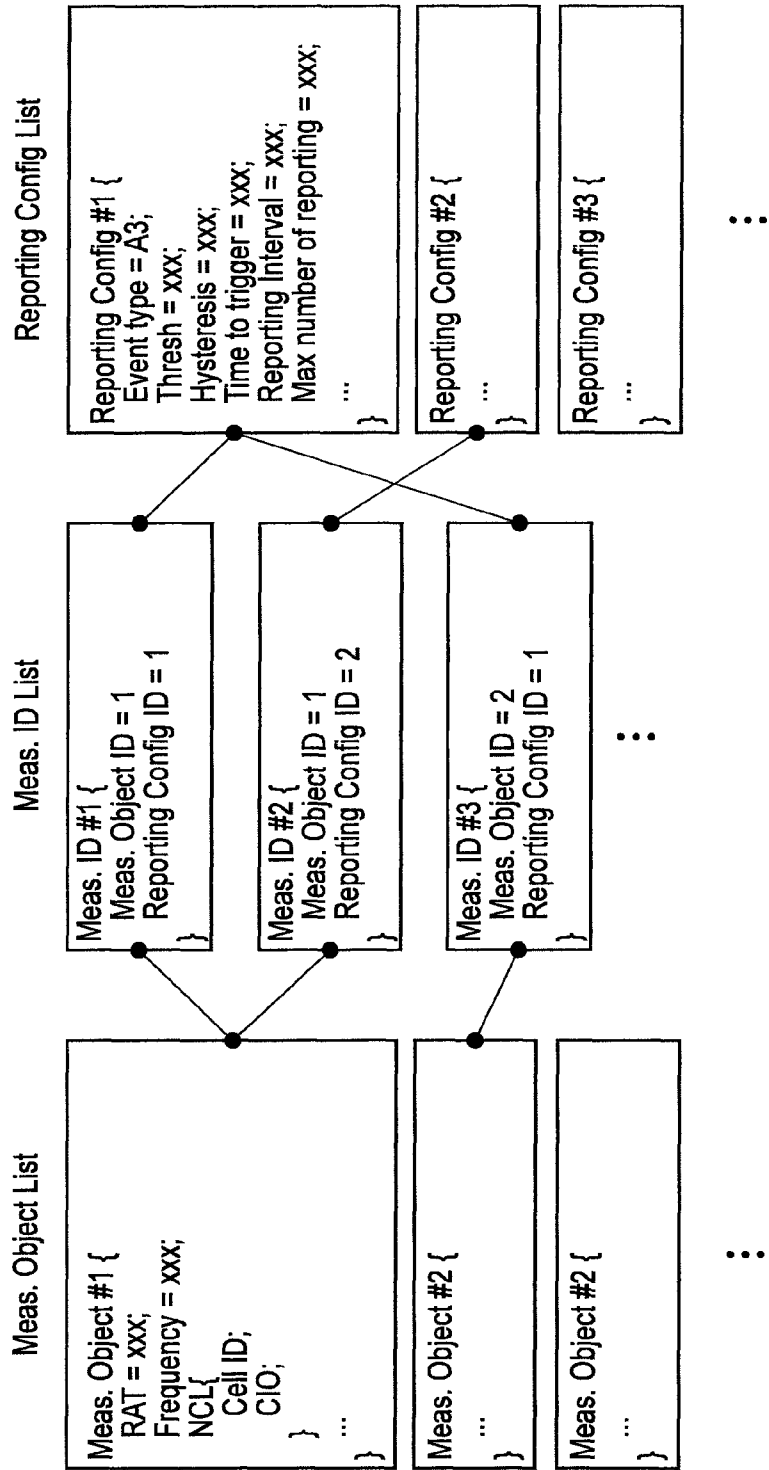 Meas. Object List
Meas. Object #1 {
RAT = xxx;
Frequency = xxx;
NCL{
Cell ID;
CIO;
}
...
}
Meas. Object #2 {
...
}
Meas. Object #2 {
...
}
...
Meas. ID List
Meas. ID #1 {
Meas. Object ID = 1
Reporting Config ID = 1
}
Meas. ID #2 {
Meas. Object ID = 1
Reporting Config ID = 2
}
Meas. ID #3 {
Meas. Object ID = 2
Reporting Config ID = 1
}
...
Reporting Config List
Reporting Config #1 {
Event type = A3;
Thresh = xxx;
Hysteresis = xxx;
Time to trigger = xxx;
Reporting Interval = xxx;
Max number of reporting = xxx;
...
}
Reporting Config #2 {
...
}
Reporting Config #3 {
...
}
...